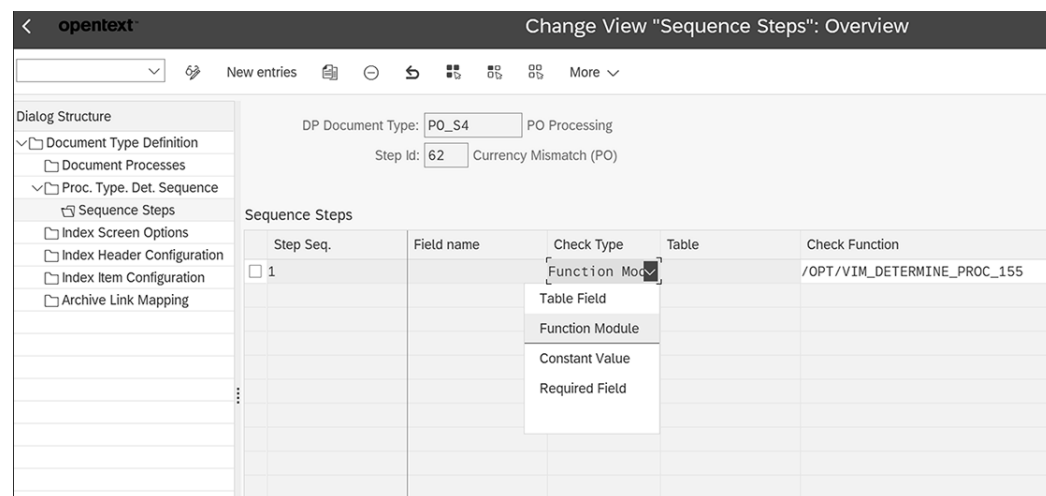 opentext™
Change View "Sequence Steps": Overview
New entries
More
Dialog Structure
Document Type Definition
Document Processes
Proc. Type. Det. Sequence
Sequence Steps
Index Screen Options
Index Header Configuration
Index Item Configuration
Archive Link Mapping
DP Document Type: PO_S4 PO Processing
Step Id: 62 Currency Mismatch (PO)
Sequence Steps
Step Seq. Field name Check Type Table Check Function
1 Function Mod /OPT/VIM_DETERMINE_PROC_155
Table Field
Function Module
Constant Value
Required Field